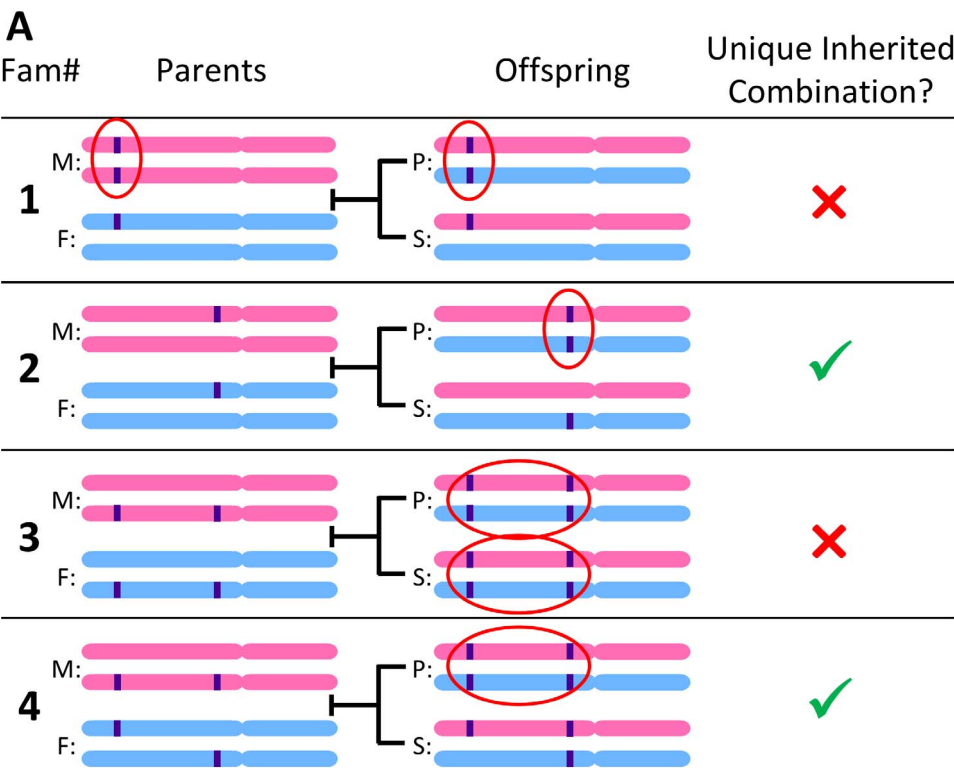 A
Fam# Parents Offspring Unique Inherited
Combination?
M: P:
1
F: S:
M: P:
2
F: S:
M: P:
3
F: S:
M: P:
4
F: S: